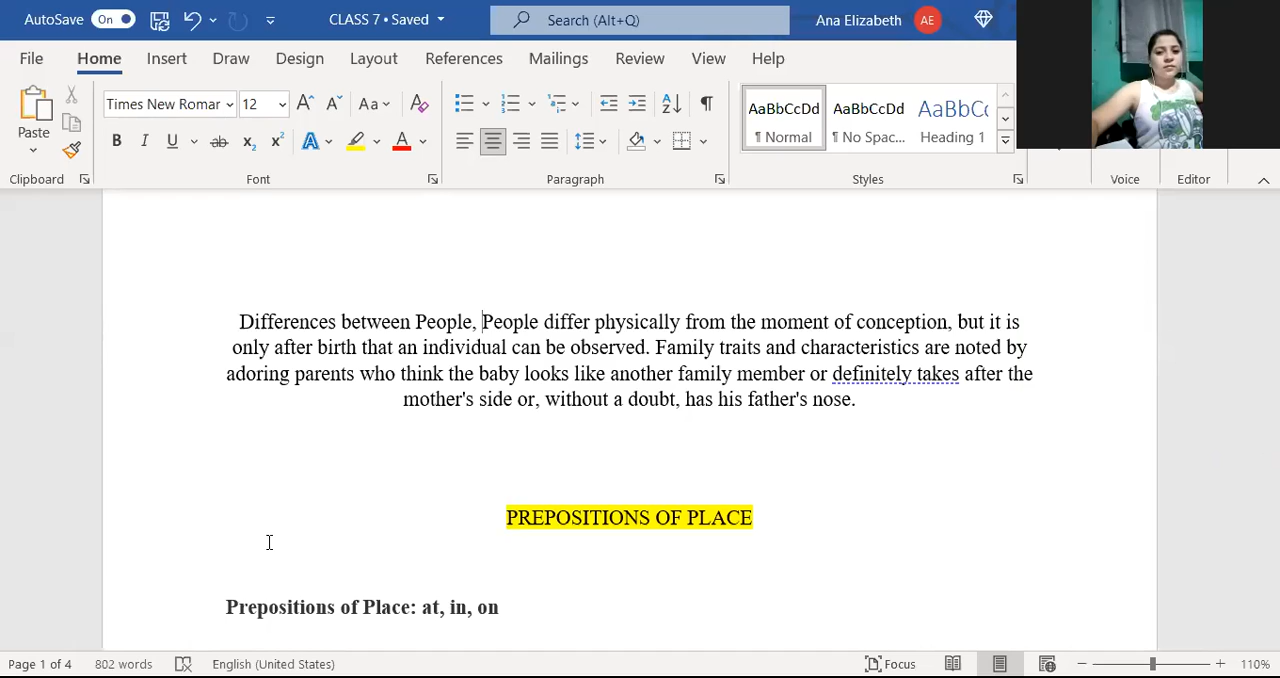 AutoSave On CLASS 7 • Saved Search (Alt+Q) Ana Elizabeth AE
File Home Insert Draw Design Layout References Mailings Review View Help
Paste Times New Romar 12 Aa AaBbCcDd AaBbCcDd AaBbCc
B I U ab x₂ x² A A ¶ Normal ¶ No Spac... Heading 1
Clipboard Font Paragraph Styles Voice Editor
Differences between People, People differ physically from the moment of conception, but it is
only after birth that an individual can be observed. Family traits and characteristics are noted by
adoring parents who think the baby looks like another family member or definitely takes after the
mother's side or, without a doubt, has his father's nose.
PREPOSITIONS OF PLACE
Prepositions of Place: at, in, on
Page 1 of 4 802 words English (United States) Focus 110%